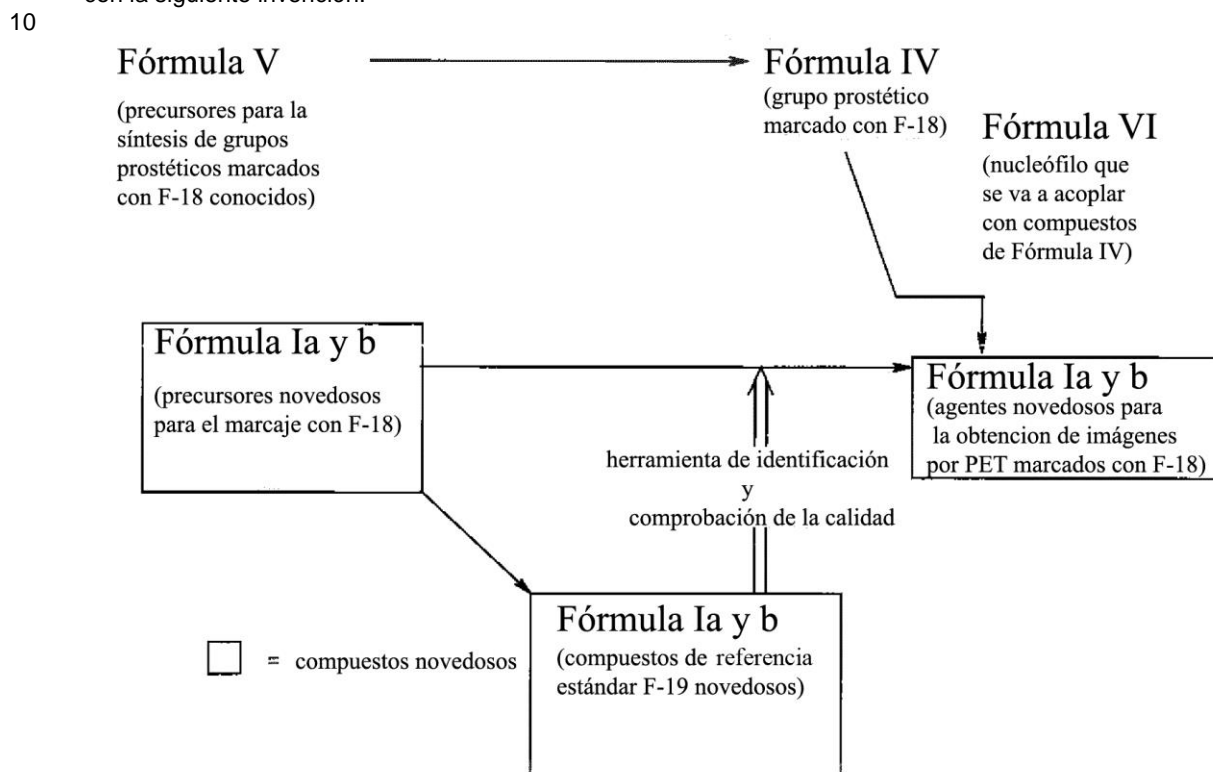 con la siguiente invención.
10
Fórmula V
(precursores para la
síntesis de grupos
prostéticos marcados
con F-18 conocidos)
Fórmula IV
(grupo prostético
marcado con F-18)
Fórmula VI
(nucleófilo que
se va a acoplar
con compuestos
de Fórmula IV)
Fórmula Ia y b
(precursores novedosos
para el marcaje con F-18)
Fórmula Ia y b
(agentes novedosos para
la obtencion de imágenes
por PET marcados con F-18)
herramienta de identificación
y
comprobación de la calidad
Fórmula Ia y b
(compuestos de referencia
estándar F-19 novedosos)
= compuestos novedosos